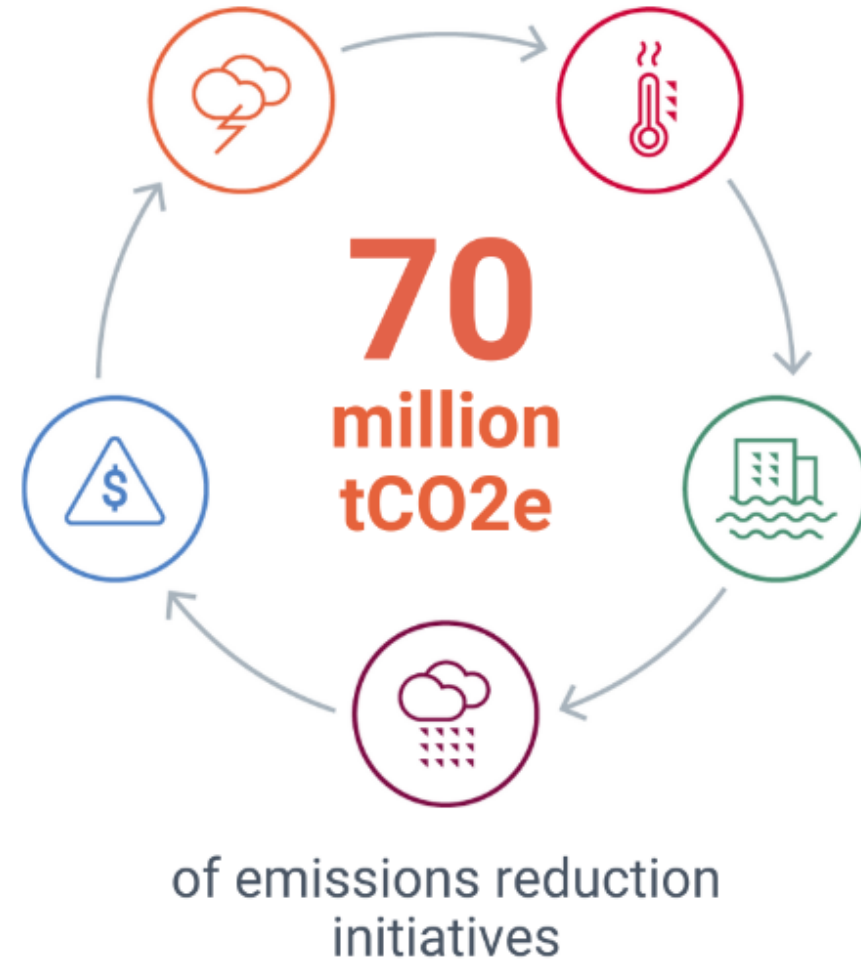 70
million
tCO2e
$
of emissions reduction
initiatives